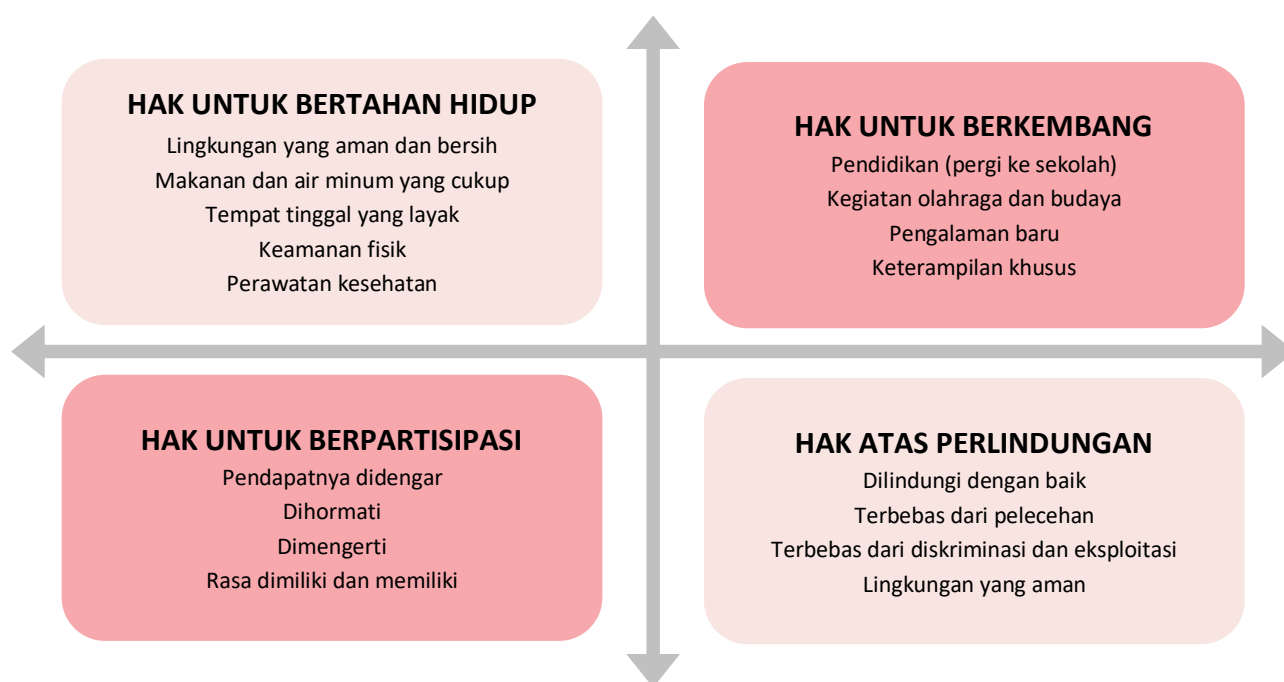 HAK UNTUK BERTAHAN HIDUP
Lingkungan yang aman dan bersih
Makanan dan air minum yang cukup
Tempat tinggal yang layak
Keamanan fisik
Perawatan kesehatan
HAK UNTUK BERKEMBANG
Pendidikan (pergi ke sekolah)
Kegiatan olahraga dan budaya
Pengalaman baru
Keterampilan khusus
HAK UNTUK BERPARTISIPASI
Pendapatnya didengar
Dihormati
Dimengerti
Rasa dimiliki dan memiliki
HAK ATAS PERLINDUNGAN
Dilindungi dengan baik
Terbebas dari pelecehan
Terbebas dari diskriminasi dan eksploitasi
Lingkungan yang aman